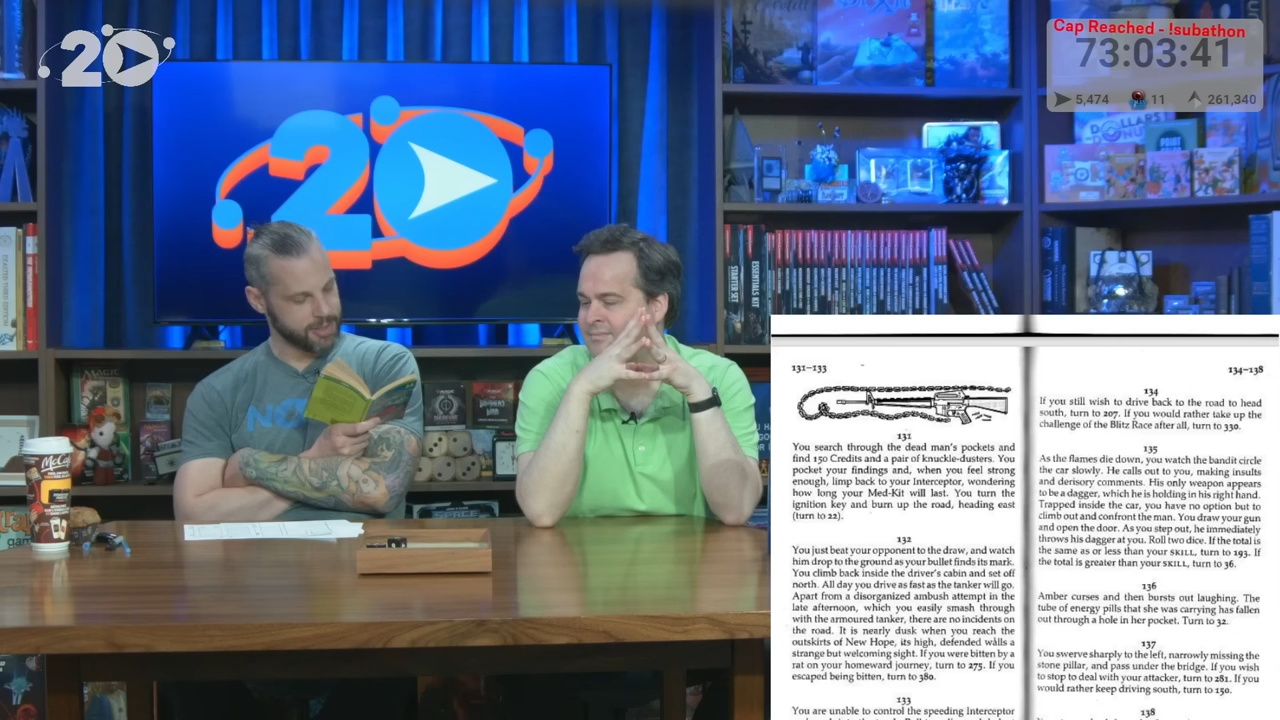 20
Cap Reached - !subathon
73:03:41
5,474
11
261,340
20
DOLLARS
STARTER SET
ESSENTIALS KIT
MAGIC
NO
McCafé
SPACE
131–133
131
You search through the dead man's pockets and
find 150 Credits and a pair of knuckle-dusters. You
pocket your findings and, when you feel strong
enough, limp back to your Interceptor, wondering
how long your Med-Kit will last. You turn the
ignition key and burn up the road, heading east
(turn to 22).
132
You just beat your opponent to the draw, and watch
him drop to the ground as your bullet finds its mark.
You climb back inside the driver's cabin and set off
north. All day you drive as fast as the tanker will go.
Apart from a disorganized ambush attempt in the
late afternoon, which you easily smash through
with the armoured tanker, there are no incidents on
the road. It is nearly dusk when you reach the
outskirts of New Hope, its high, defended walls a
strange but welcoming sight. If you were bitten by a
rat on your homeward journey, turn to 275. If you
escaped being bitten, turn to 380.
133
You are unable to control the speeding Interceptor
134–138
134
If you still wish to drive back to the road to head
south, turn to 207. If you would rather take up the
challenge of the Blitz Race after all, turn to 330.
135
As the flames die down, you watch the bandit circle
the car slowly. He calls out to you, making insults
and derisory comments. His only weapon appears
to be a dagger, which he is holding in his right hand.
Trapped inside the car, you have no option but to
climb out and confront the man. You draw your gun
and open the door. As you step out, he immediately
throws his dagger at you. Roll two dice. If the total is
the same as or less than your SKILL, turn to 193. If
the total is greater than your SKILL, turn to 36.
136
Amber curses and then bursts out laughing. The
tube of energy pills that she was carrying has fallen
out through a hole in her pocket. Turn to 32.
137
You swerve sharply to the left, narrowly missing the
stone pillar, and pass under the bridge. If you wish
to stop to deal with your attacker, turn to 281. If you
would rather keep driving south, turn to 150.
138